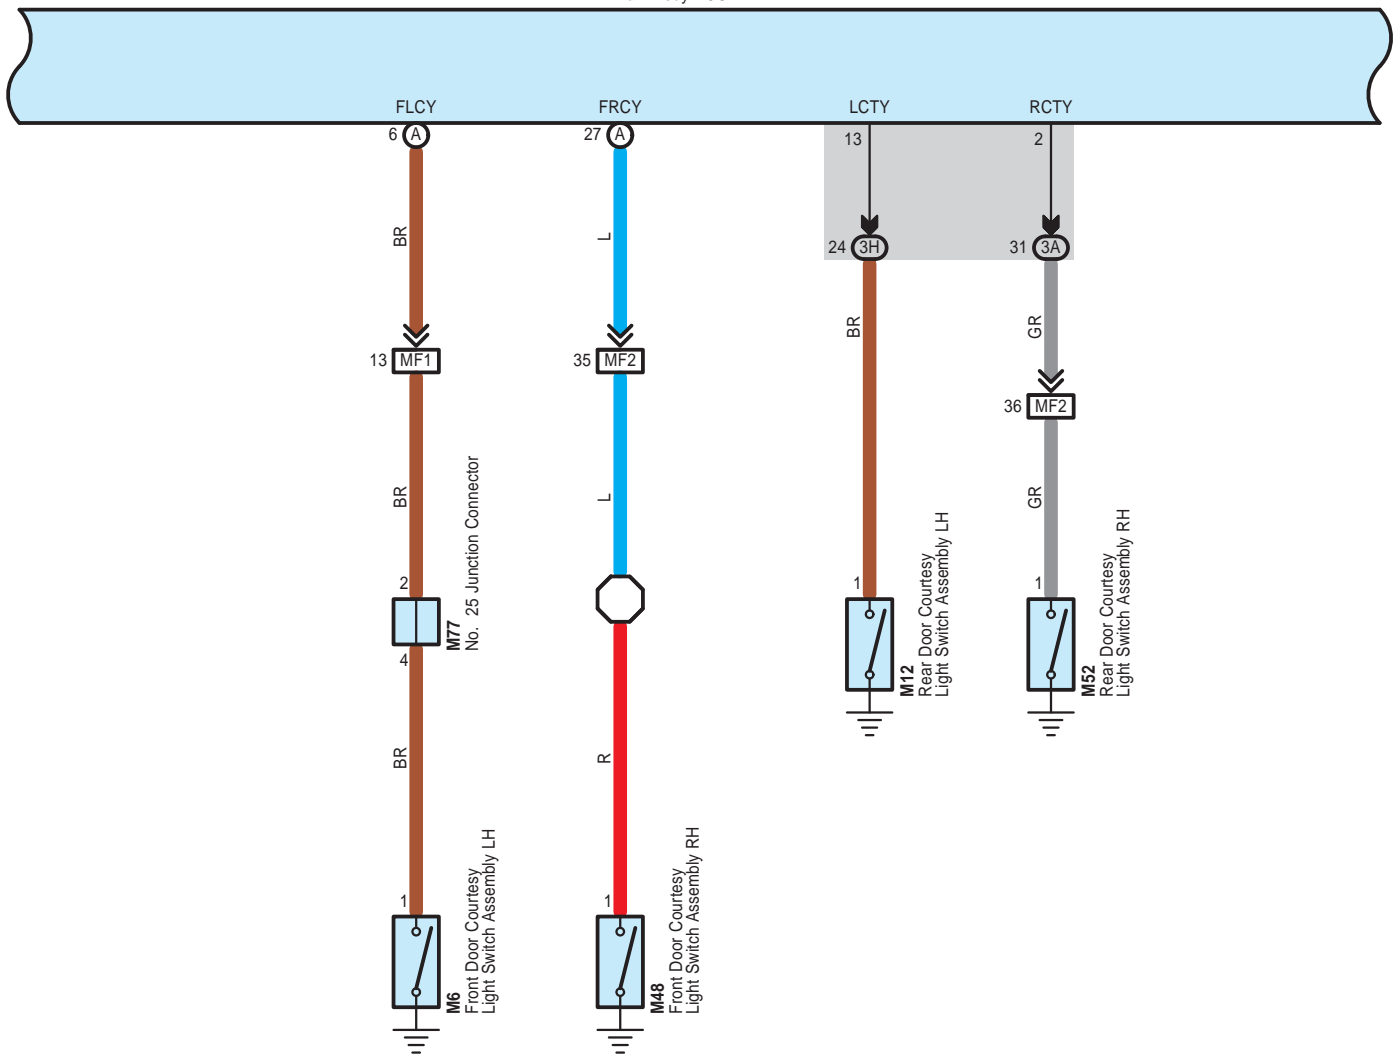 FLCY FRCY LCTY RCTY
6 A 27 A 13 2
24 3H 31 3A
BR L
BR GR
13 MF1 35 MF2
36 MF2
BR L GR
2
4
M77
No. 25 Junction Connector
1
M12
Rear Door Courtesy
Light Switch Assembly LH
1
M52
Rear Door Courtesy
Light Switch Assembly RH
BR R
1
M6
Front Door Courtesy
Light Switch Assembly LH
1
M48
Front Door Courtesy
Light Switch Assembly RH